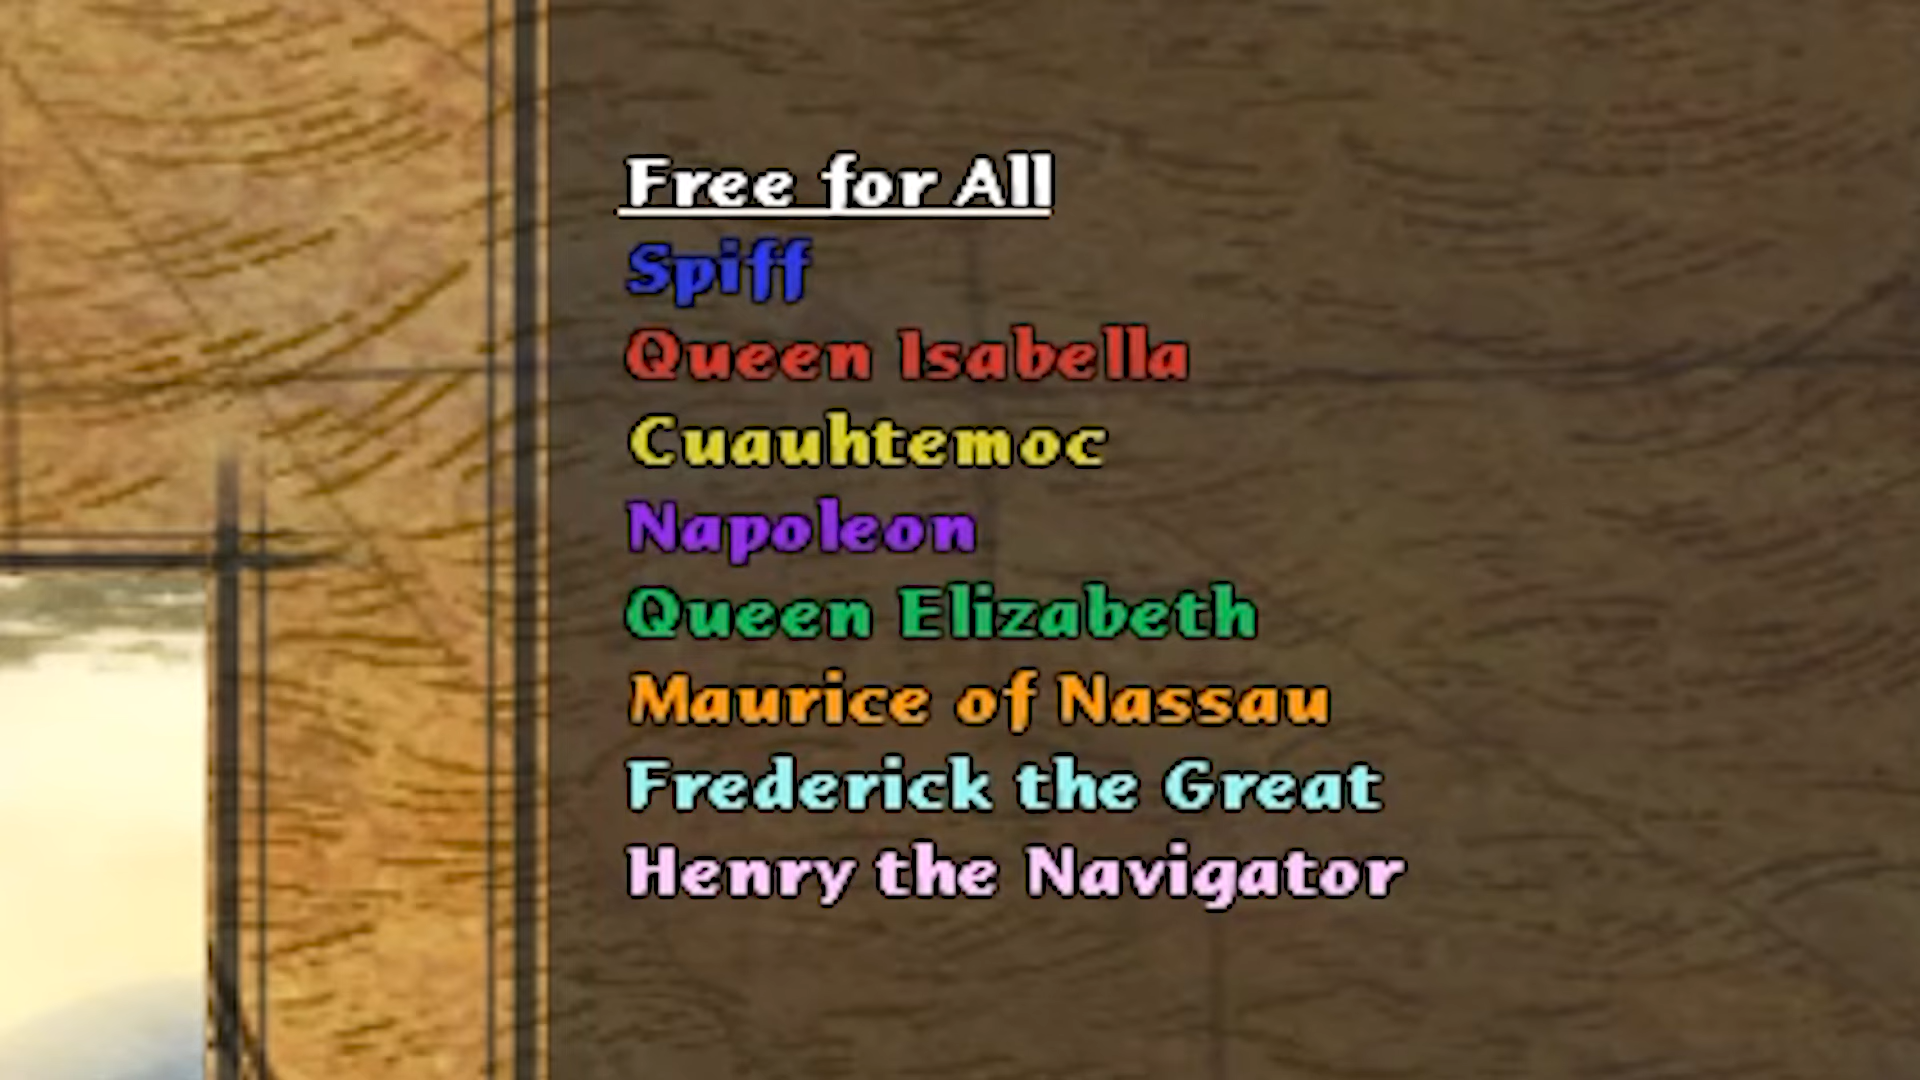 Free for All
Spiff
Queen Isabella
Cuauhtemoc
Napoleon
Queen Elizabeth
Maurice of Nassau
Frederick the Great
Henry the Navigator